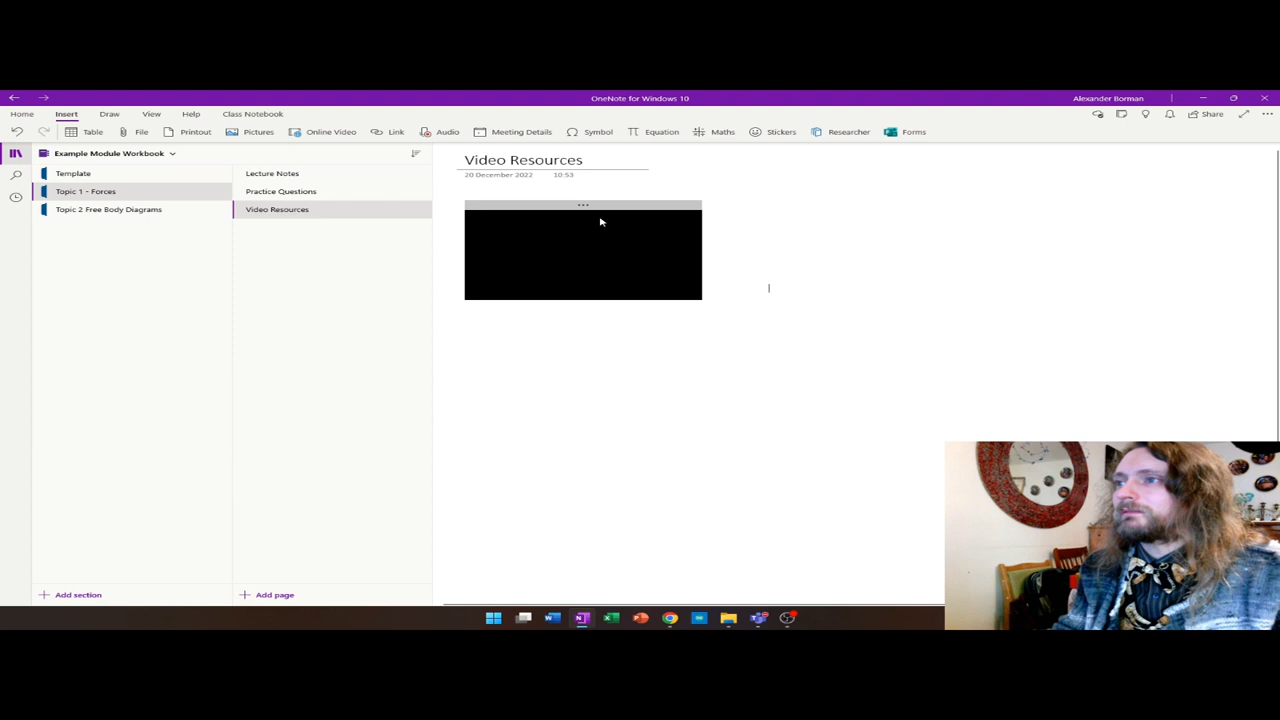 OneNote for Windows 10
Alexander Borman
Home Insert Draw View Help Class Notebook
Share
Table File Printout Pictures Online Video Link Audio Meeting Details Symbol Equation Maths Stickers Researcher Forms
Example Module Workbook
Template
Topic 1 - Forces
Topic 2 Free Body Diagrams
Lecture Notes
Practice Questions
Video Resources
Video Resources
20 December 2022 10:53
Add section
Add page